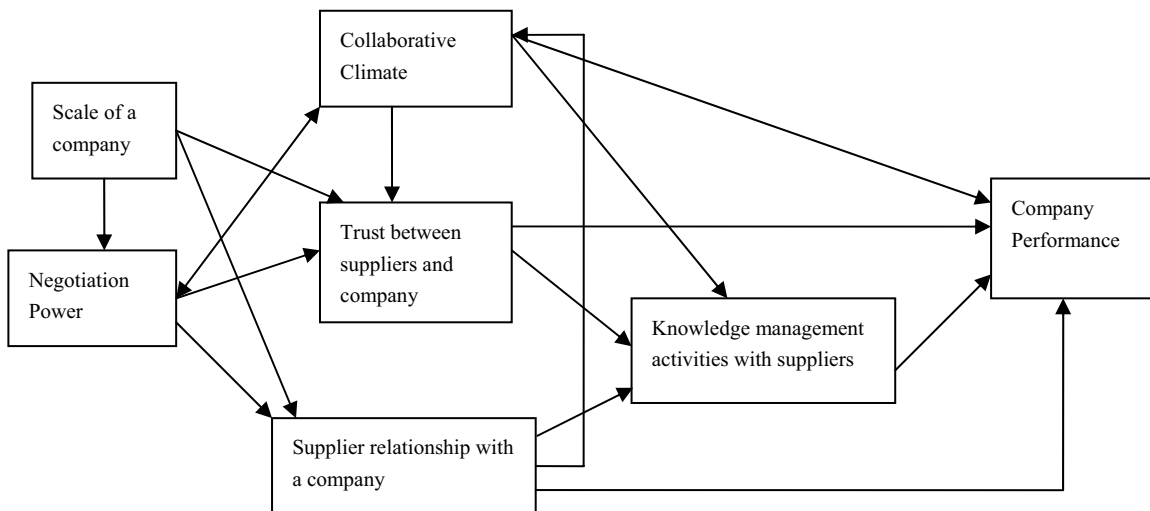 Collaborative
Climate
Scale of a
company
Trust between
suppliers and
company
Company
Performance
Negotiation
Power
Knowledge management
activities with suppliers
Supplier relationship with
a company